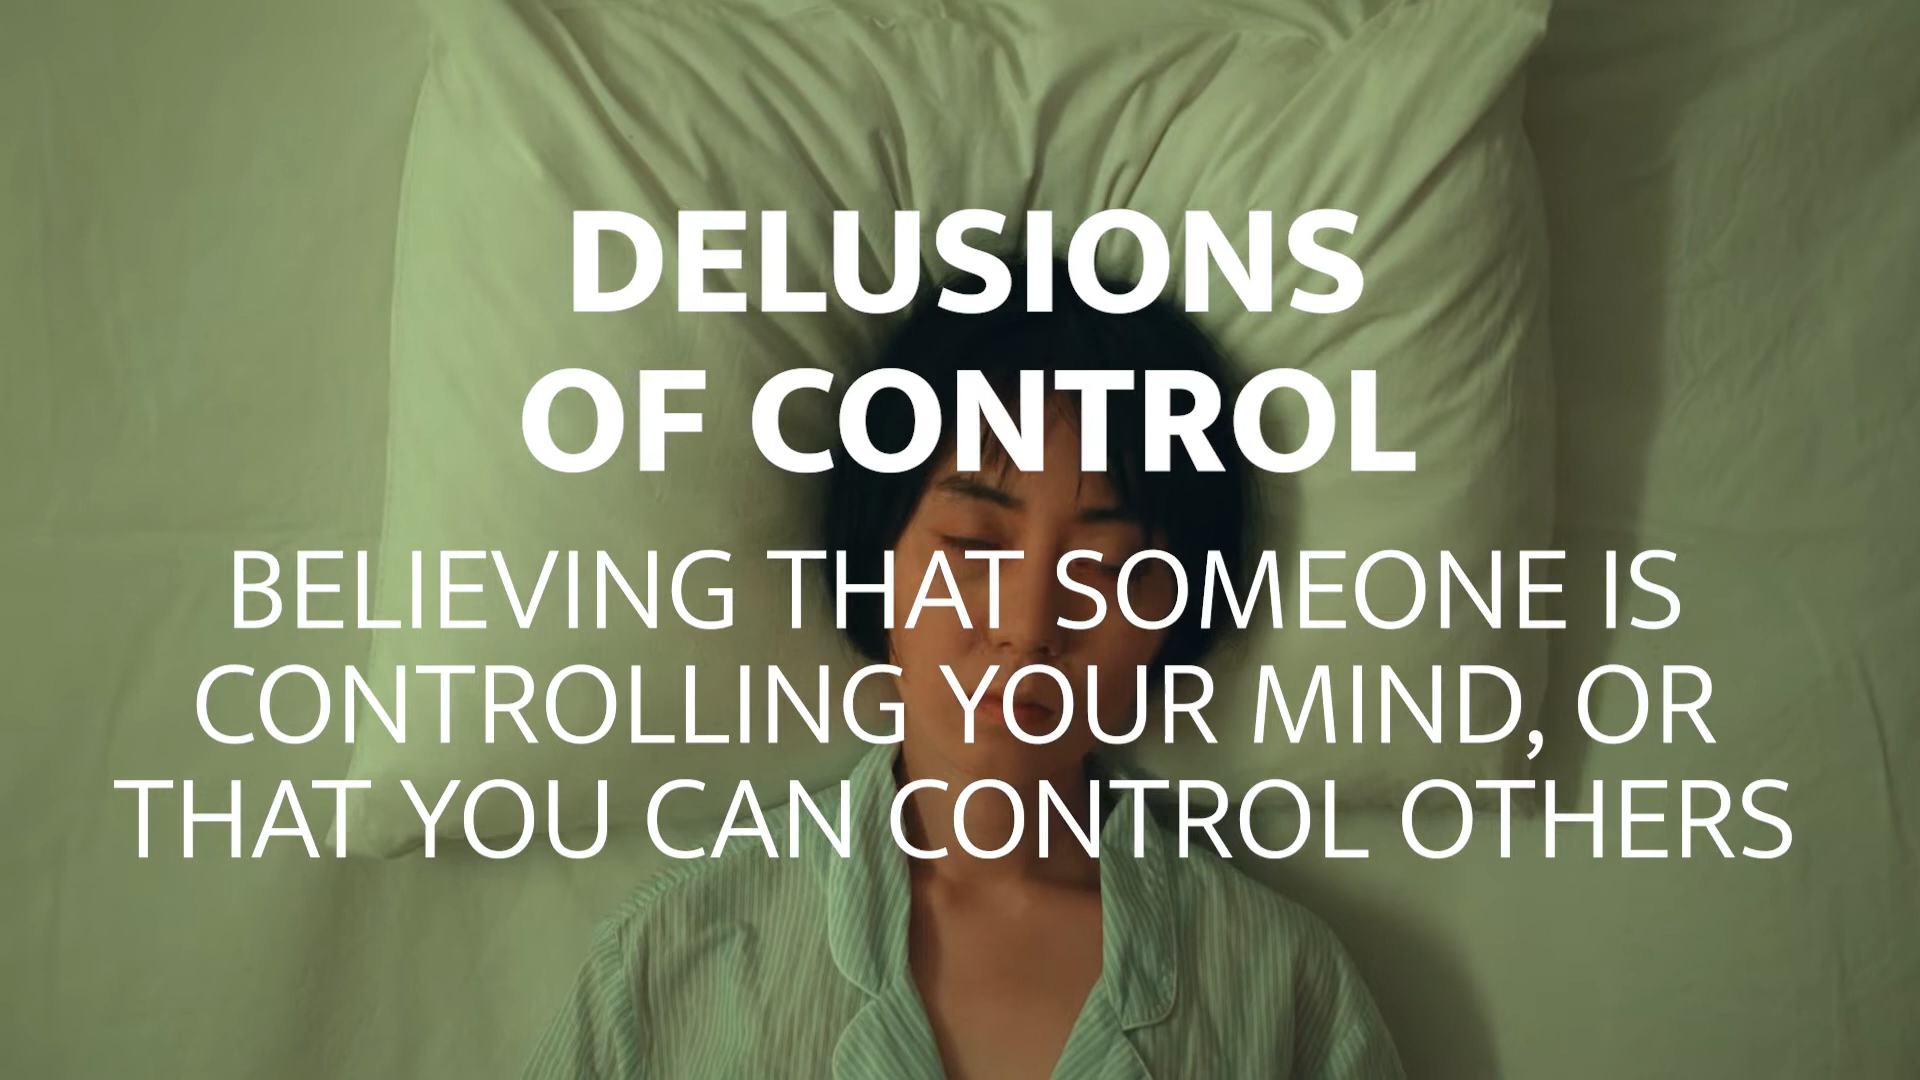 DELUSIONS
OF CONTROL
BELIEVING THAT SOMEONE IS
CONTROLLING YOUR MIND, OR
THAT YOU CAN CONTROL OTHERS